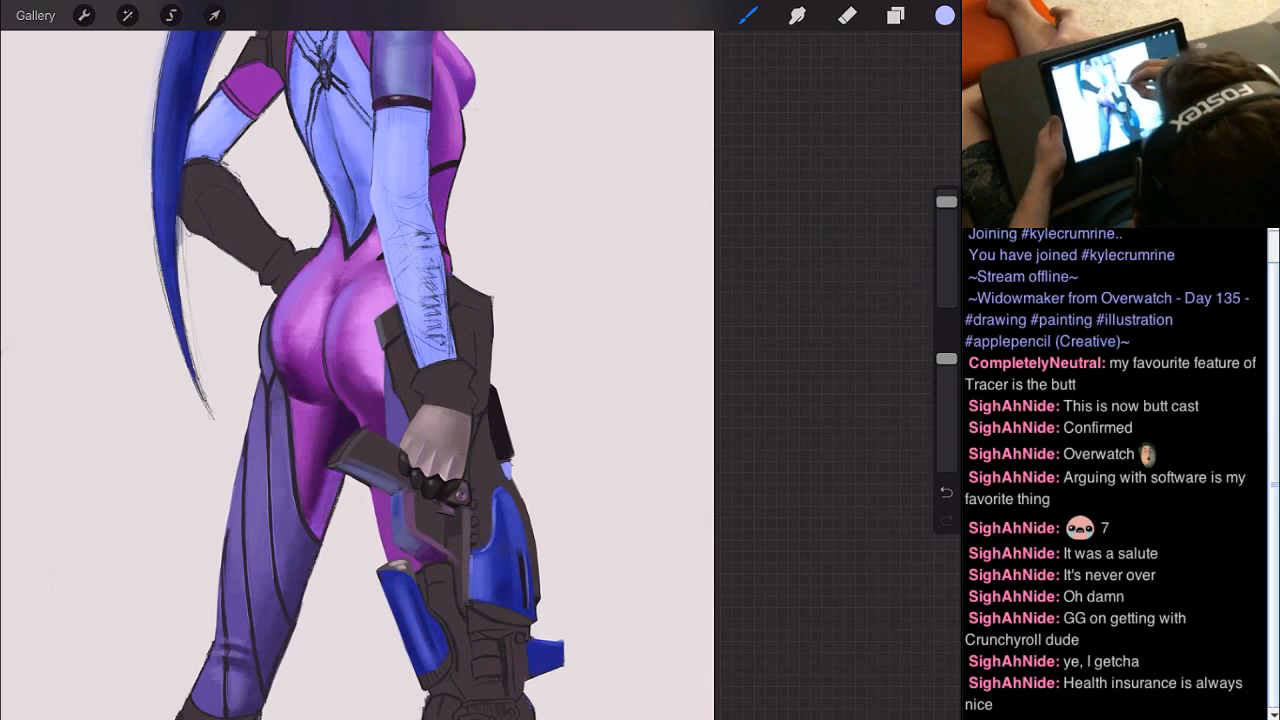 Gallery
FOSTEX
Joining #kylecrumrine..
You have joined #kylecrumrine
~Stream offline~
~Widowmaker from Overwatch - Day 135 -
#drawing #painting #illustration
#applepencil (Creative)~
CompletelyNeutral: my favourite feature of
Tracer is the butt
SighAhNide: This is now butt cast
SighAhNide: Confirmed
SighAhNide: Overwatch
SighAhNide: Arguing with software is my
favorite thing
SighAhNide: 7
SighAhNide: It was a salute
SighAhNide: It's never over
SighAhNide: Oh damn
SighAhNide: GG on getting with
Crunchyroll dude
SighAhNide: ye, I getcha
SighAhNide: Health insurance is always
nice